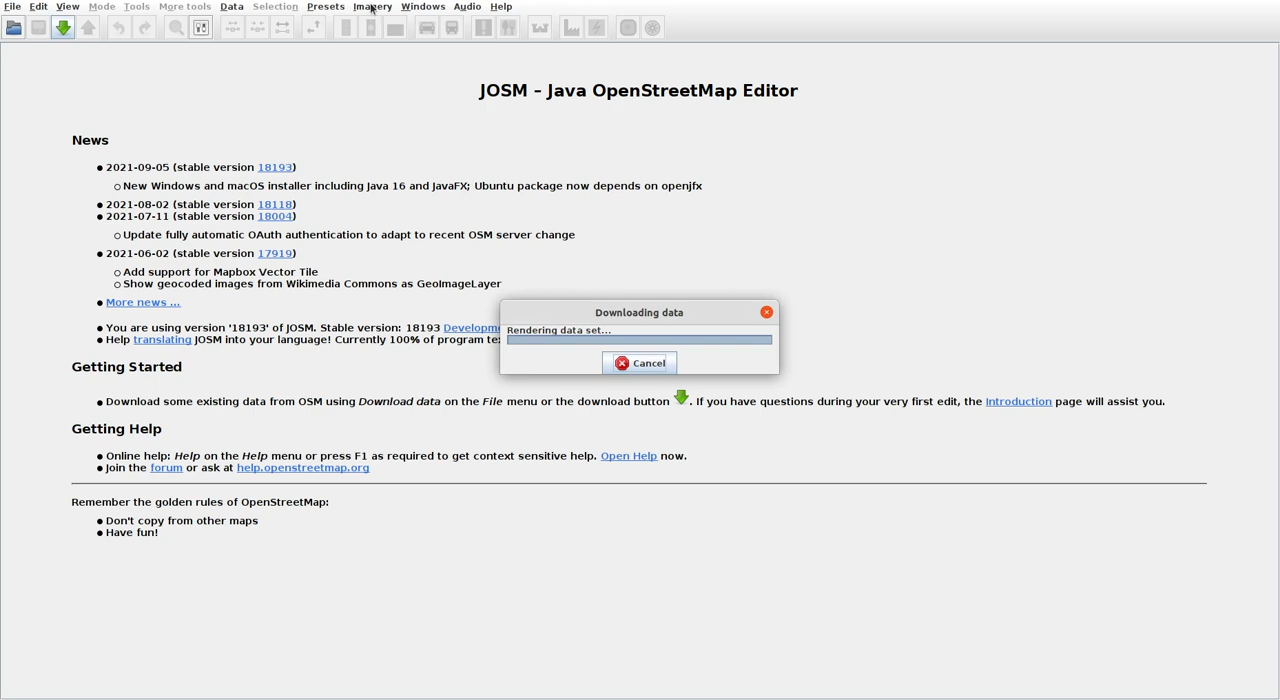 File Edit View Mode Tools More tools Data Selection Presets Imagery Windows Audio Help
JOSM – Java OpenStreetMap Editor
News
2021-09-05 (stable version 18193)
New Windows and macOS installer including Java 16 and JavaFX; Ubuntu package now depends on openjfx
2021-08-02 (stable version 18118)
2021-07-11 (stable version 18004)
Update fully automatic OAuth authentication to adapt to recent OSM server change
2021-06-02 (stable version 17919)
Add support for Mapbox Vector Tile
Show geocoded images from Wikimedia Commons as GeoImageLayer
More news ...
You are using version '18193' of JOSM. Stable version: 18193
Help translating JOSM into your language! Currently 100% of program
Downloading data
Rendering data set...
Cancel
Getting Started
Download some existing data from OSM using Download data on the File menu or the download button . If you have questions during your very first edit, the Introduction page will assist you.
Getting Help
Online help: Help on the Help menu or press F1 as required to get context sensitive help. Open Help now.
Join the forum or ask at help.openstreetmap.org
Remember the golden rules of OpenStreetMap:
Don't copy from other maps
Have fun!